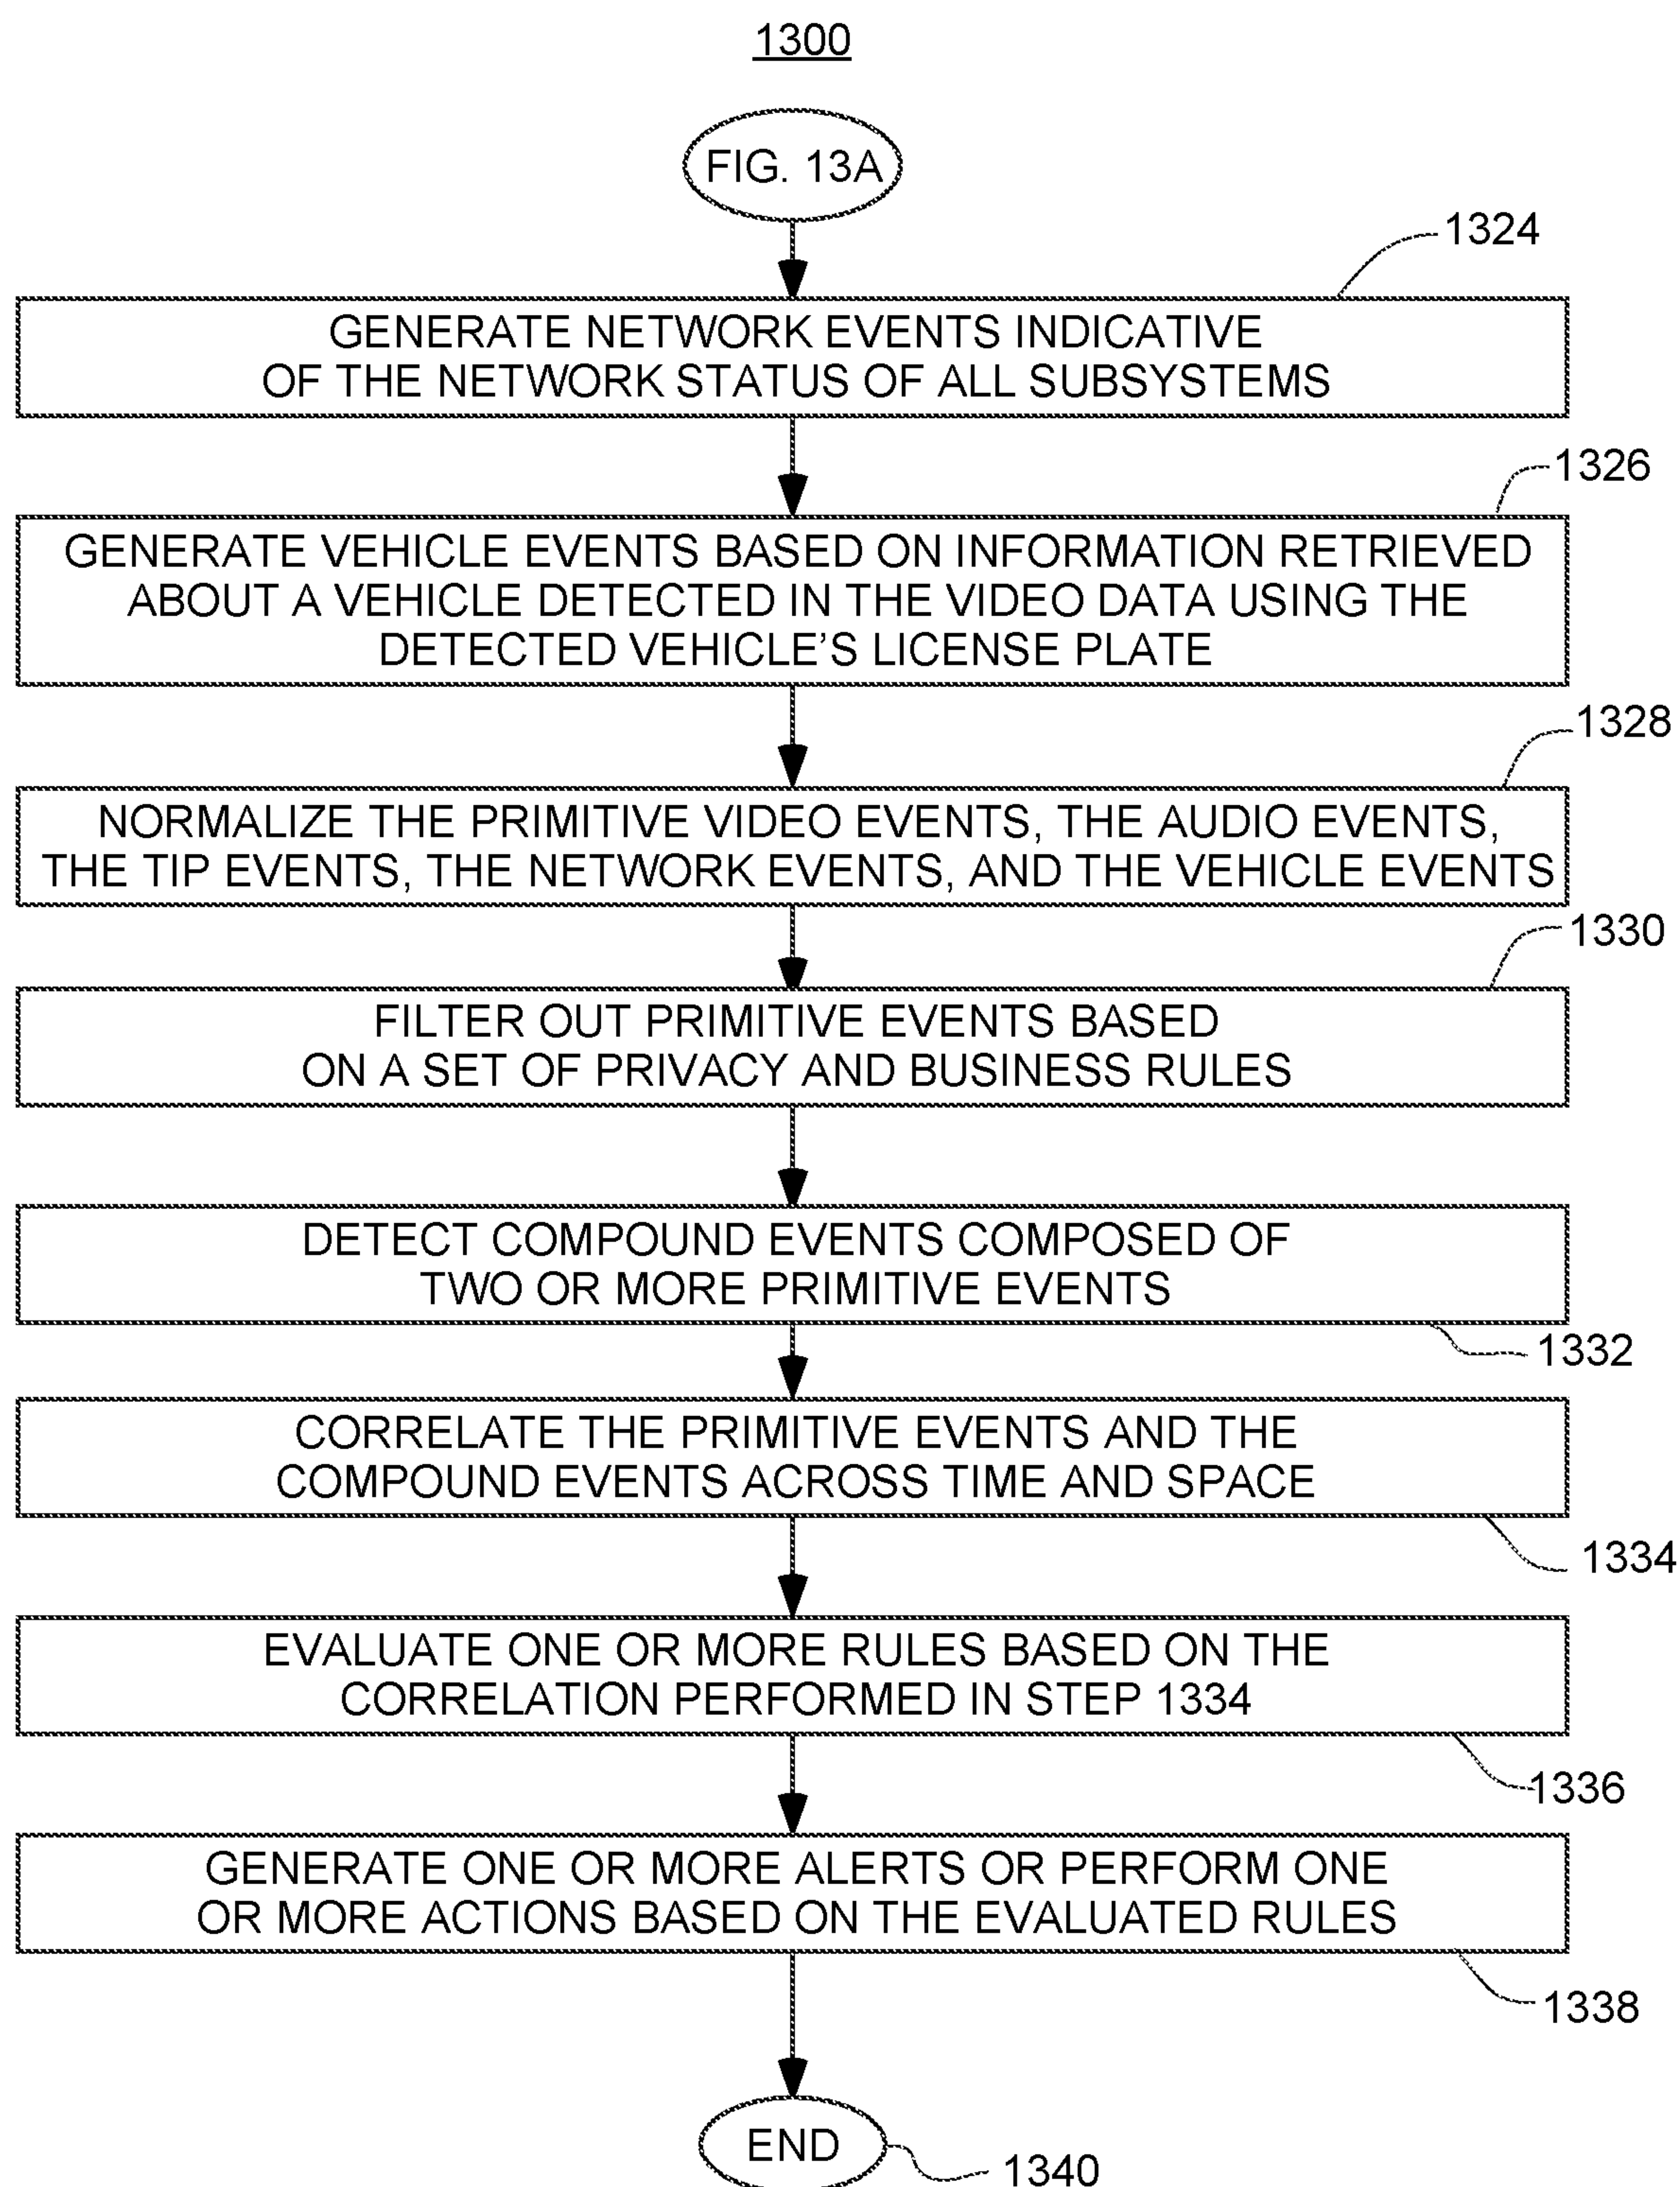 1300
FIG. 13A
1324
GENERATE NETWORK EVENTS INDICATIVE
OF THE NETWORK STATUS OF ALL SUBSYSTEMS
1326
GENERATE VEHICLE EVENTS BASED ON INFORMATION RETRIEVED
ABOUT A VEHICLE DETECTED IN THE VIDEO DATA USING THE
DETECTED VEHICLE’S LICENSE PLATE
1328
NORMALIZE THE PRIMITIVE VIDEO EVENTS, THE AUDIO EVENTS,
THE TIP EVENTS, THE NETWORK EVENTS, AND THE VEHICLE EVENTS
1330
FILTER OUT PRIMITIVE EVENTS BASED
ON A SET OF PRIVACY AND BUSINESS RULES
DETECT COMPOUND EVENTS COMPOSED OF
TWO OR MORE PRIMITIVE EVENTS
1332
CORRELATE THE PRIMITIVE EVENTS AND THE
COMPOUND EVENTS ACROSS TIME AND SPACE
1334
EVALUATE ONE OR MORE RULES BASED ON THE
CORRELATION PERFORMED IN STEP 1334
1336
GENERATE ONE OR MORE ALERTS OR PERFORM ONE
OR MORE ACTIONS BASED ON THE EVALUATED RULES
1338
END
1340